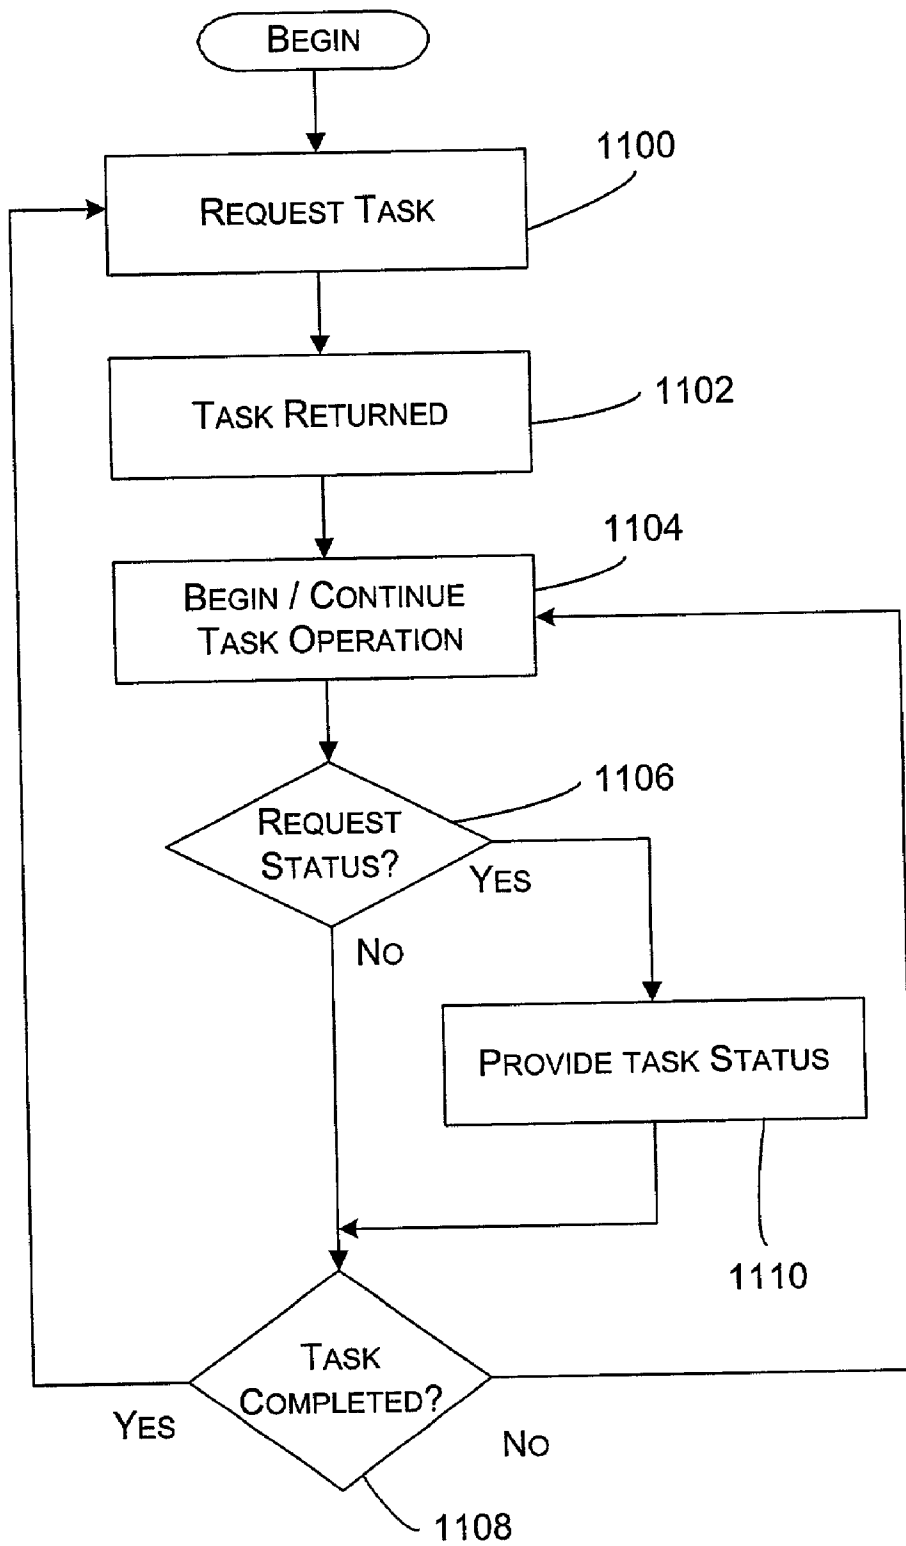 BEGIN
1100
REQUEST TASK
1102
TASK RETURNED
1104
BEGIN / CONTINUE
TASK OPERATION
1106
REQUEST
STATUS?
YES
NO
PROVIDE TASK STATUS
1110
TASK
COMPLETED?
YES
NO
1108